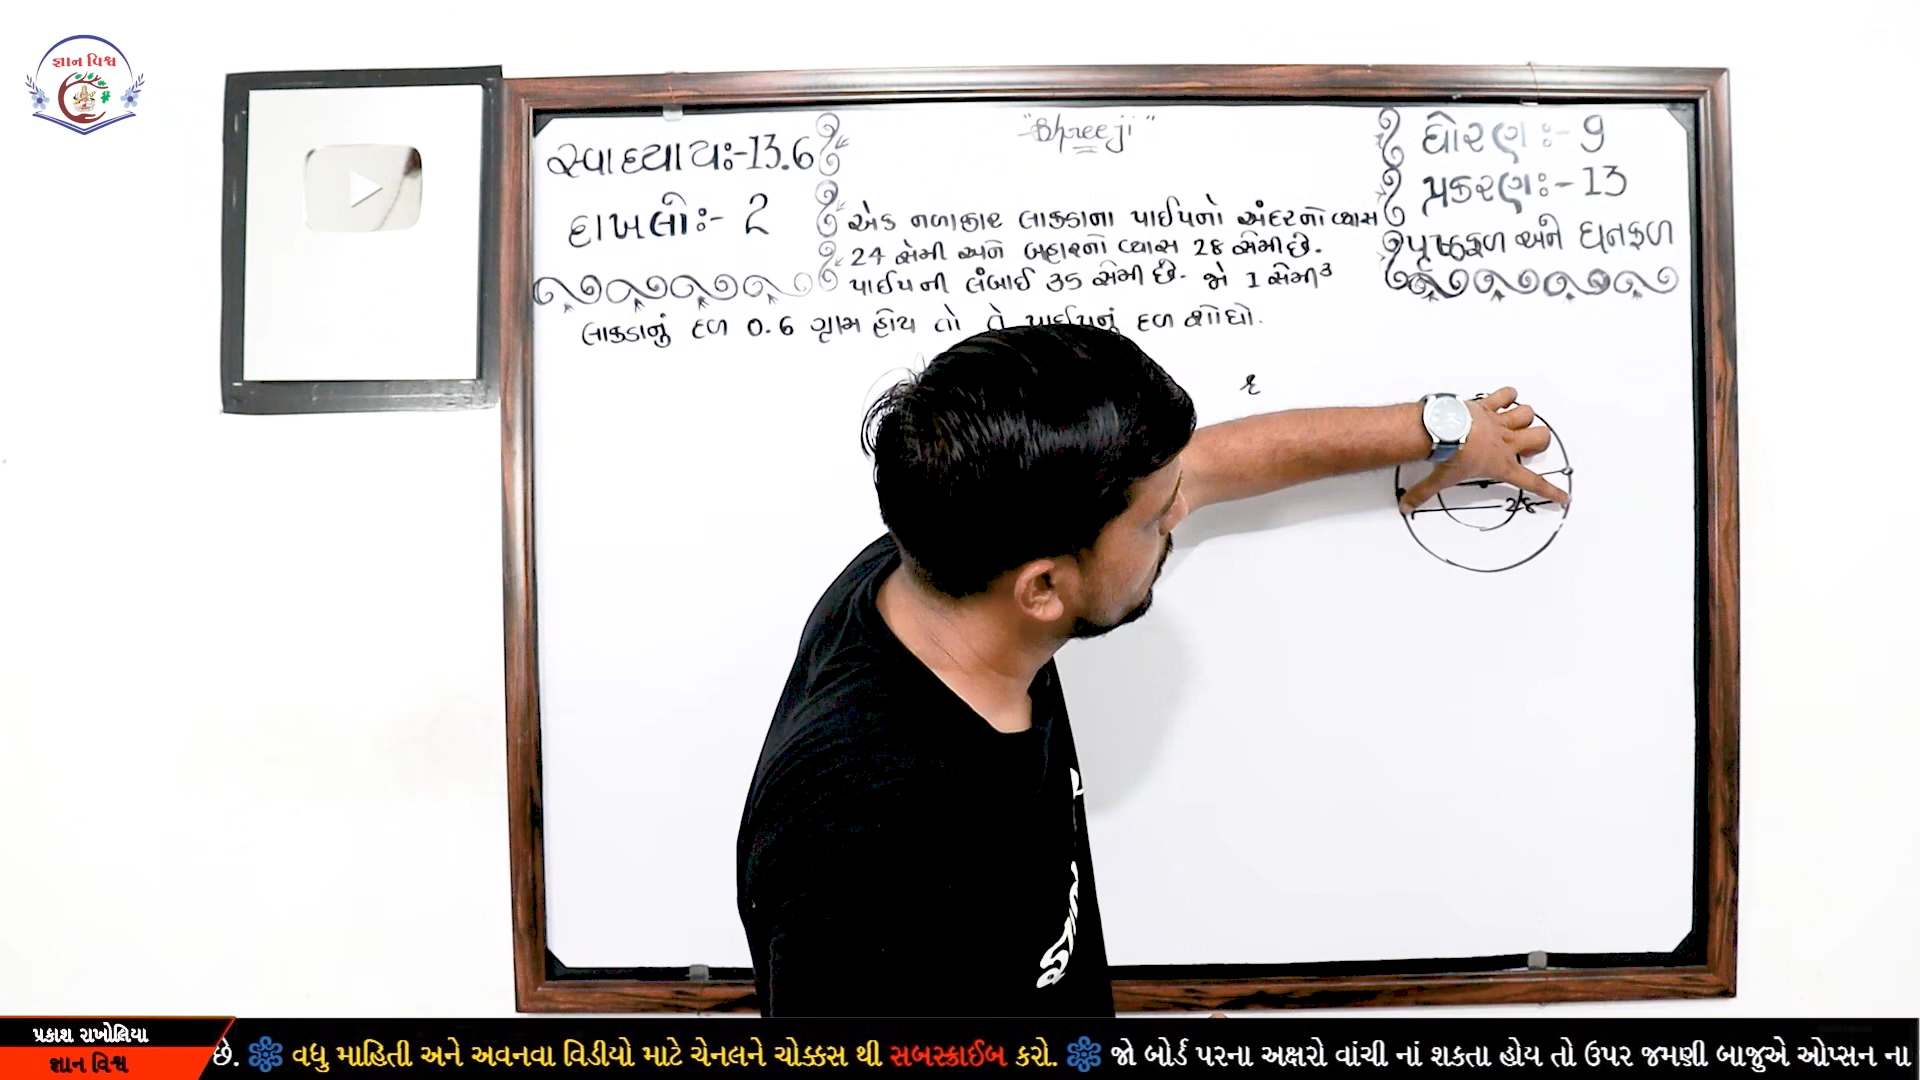 જ્ઞાન વિશ્વ
સ્વાધ્યાયઃ-13.6
દાખલોઃ- 2
"Shreeji"
ધોરણઃ- 9
પ્રકરણઃ- 13
પૃષ્ઠફળ અને ઘનફળ
એક નળાકાર લાકડાના પાઈપનો અંદરનો વ્યાસ
24 સેમી અને બહારનો વ્યાસ 28 સેમી છે.
પાઈપની લંબાઈ 35 સેમી છે. જો 1 સેમી³
લાકડાનું દળ 0.6 ગ્રામ હોય તો તે પાઈપનું દળ શોધો.
28
પ્રકાશ રાખોલિયા
જ્ઞાન વિશ્વ
છે. વધુ માહિતી અને અવનવા વિડીયો માટે ચેનલને ચોક્કસ થી સબસ્ક્રાઈબ કરો. જો બોર્ડ પરના અક્ષરો વાંચી નાં શકતા હોય તો ઉપર જમણી બાજુએ ઓપ્સન ના